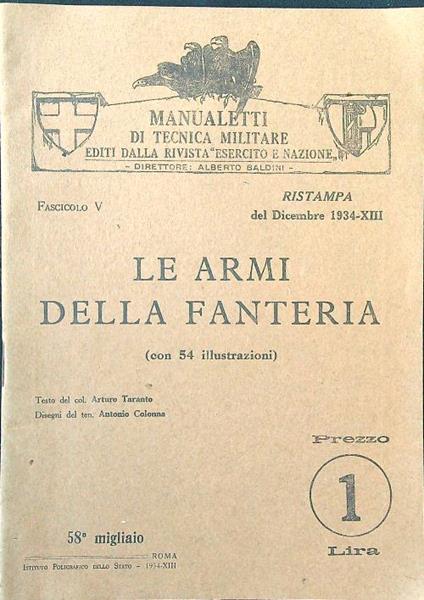 MANUALETTI
DI TECNICA MILITARE
EDITI DALLA RIVISTA "ESERCITO E NAZIONE"
- DIRETTORE: ALBERTO BALDINI -
FASCICOLO V
RISTAMPA
del Dicembre 1934-XIII
LE ARMI
DELLA FANTERIA
(con 54 illustrazioni)
Testo del col. Arturo Taranto
Disegni del ten. Antonio Colonna
Prezzo
1
Lira
58º migliaio
ROMA
ISTITUTO POLIGRAFICO DELLO STATO - 1934-XIII